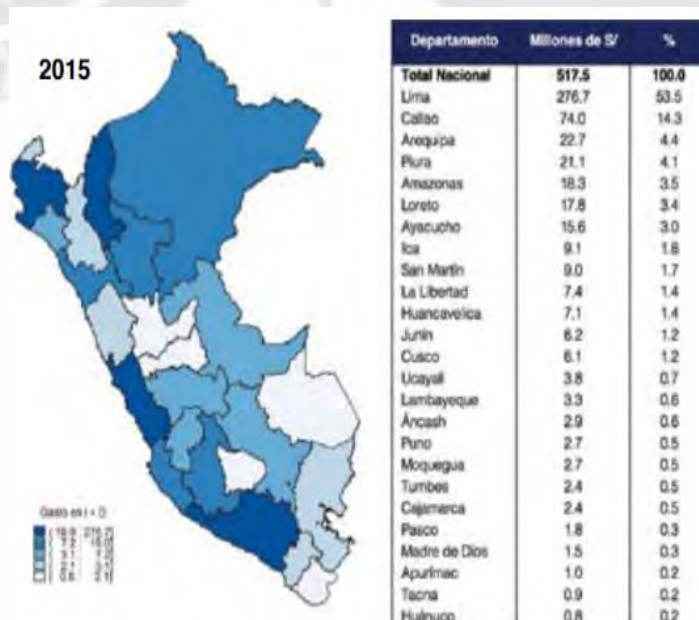 2015
Gasto en I + D
Departamento Millones de S/ %
Total Nacional 517.5 100.0
Lima 276.7 53.5
Callao 74.0 14.3
Arequipa 22.7 4.4
Piura 21.1 4.1
Amazonas 18.3 3.5
Loreto 17.8 3.4
Ayacucho 15.6 3.0
Ica 9.1 1.8
San Martín 9.0 1.7
La Libertad 7.4 1.4
Huancavelica 7.1 1.4
Junín 6.2 1.2
Cusco 6.1 1.2
Ucayali 3.8 0.7
Lambayeque 3.3 0.6
Áncash 2.9 0.6
Puno 2.7 0.5
Moquegua 2.7 0.5
Tumbes 2.4 0.5
Cajamarca 2.4 0.5
Pasco 1.8 0.3
Madre de Dios 1.5 0.3
Apurímac 1.0 0.2
Tacna 0.9 0.2
Huánuco 0.8 0.2